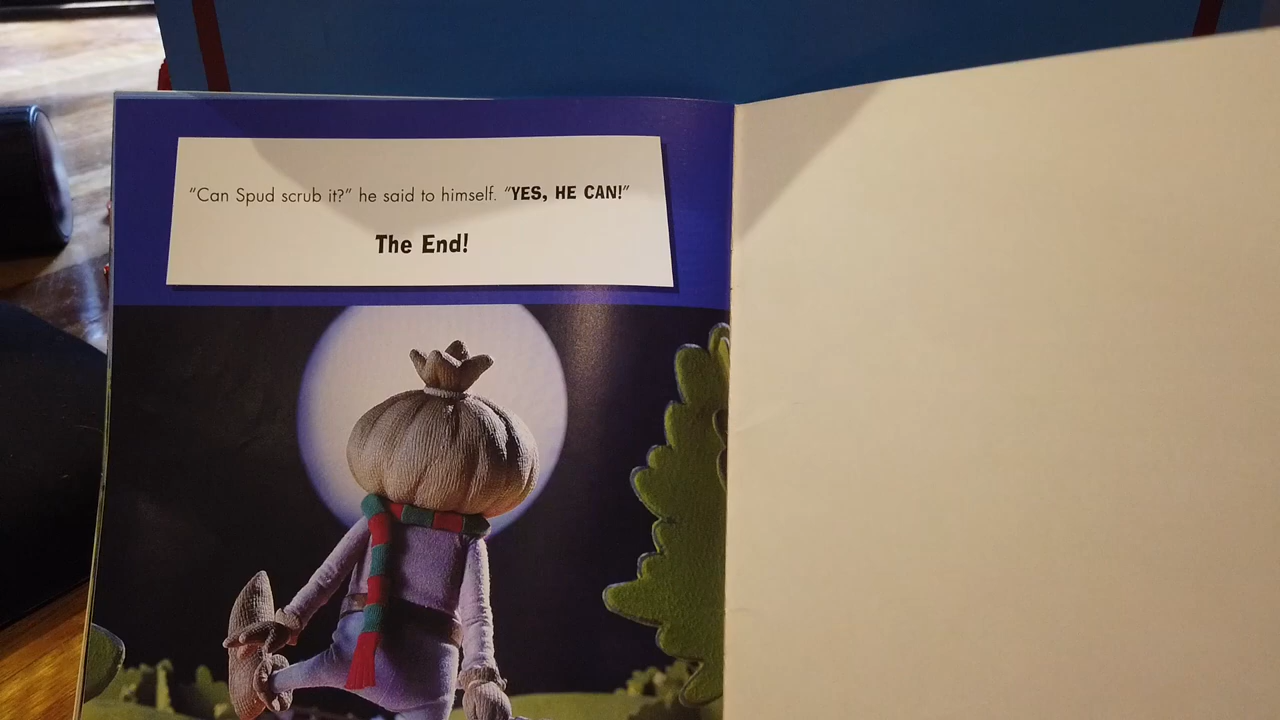 “Can Spud scrub it?” he said to himself. “YES, HE CAN!”
The End!